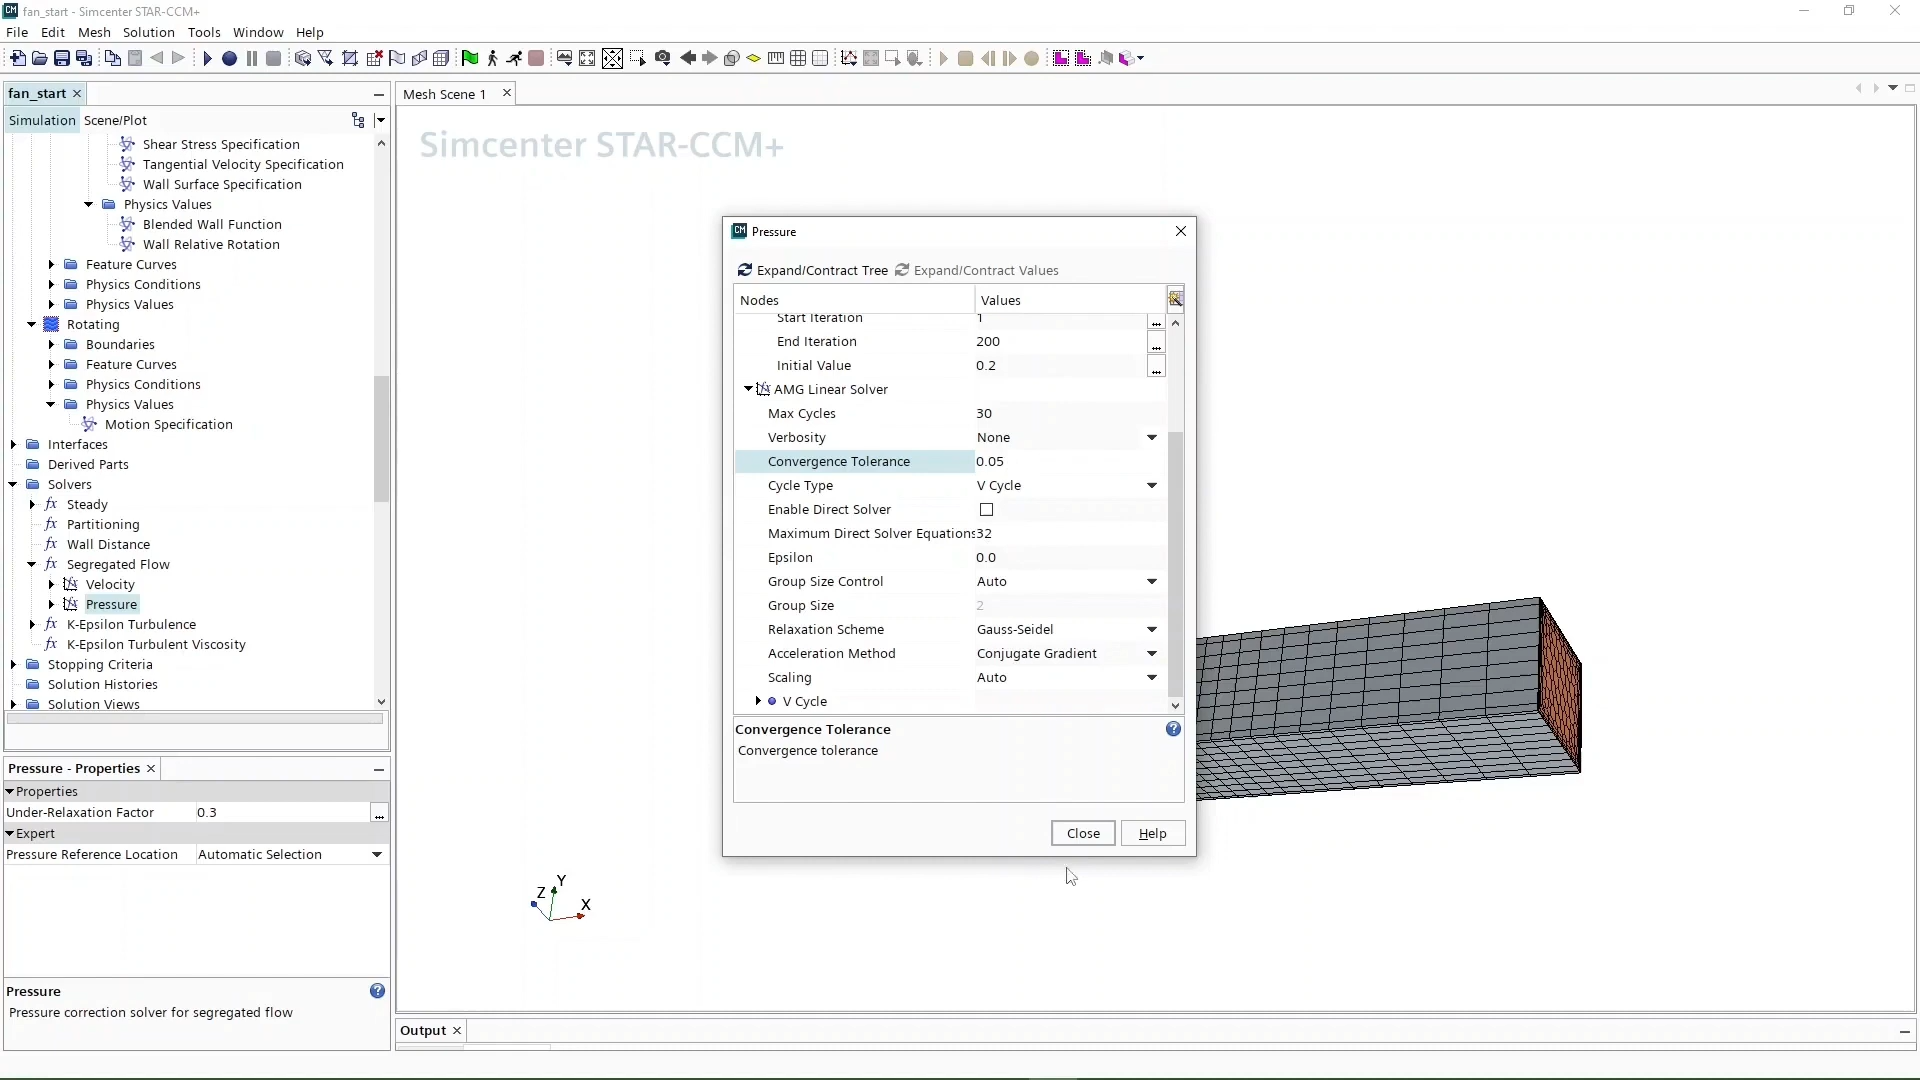 fan_start - Simcenter STAR-CCM+
File Edit Mesh Solution Tools Window Help
fan_start
Simulation Scene/Plot
Shear Stress Specification
Tangential Velocity Specification
Wall Surface Specification
Physics Values
Blended Wall Function
Wall Relative Rotation
Feature Curves
Physics Conditions
Physics Values
Rotating
Boundaries
Feature Curves
Physics Conditions
Physics Values
Motion Specification
Interfaces
Derived Parts
Solvers
Steady
Partitioning
Wall Distance
Segregated Flow
Velocity
Pressure
K-Epsilon Turbulence
K-Epsilon Turbulent Viscosity
Stopping Criteria
Solution Histories
Solution Views
Pressure - Properties
Properties
Under-Relaxation Factor 0.3
Expert
Pressure Reference Location Automatic Selection
Pressure
Pressure correction solver for segregated flow
Mesh Scene 1
Simcenter STAR-CCM+
Pressure
Expand/Contract Tree Expand/Contract Values
Nodes Values
Start Iteration 1
End Iteration 200
Initial Value 0.2
AMG Linear Solver
Max Cycles 30
Verbosity None
Convergence Tolerance 0.05
Cycle Type V Cycle
Enable Direct Solver
Maximum Direct Solver Equations 32
Epsilon 0.0
Group Size Control Auto
Group Size 2
Relaxation Scheme Gauss-Seidel
Acceleration Method Conjugate Gradient
Scaling Auto
V Cycle
Convergence Tolerance
Convergence tolerance
Close Help
Z Y X
Output